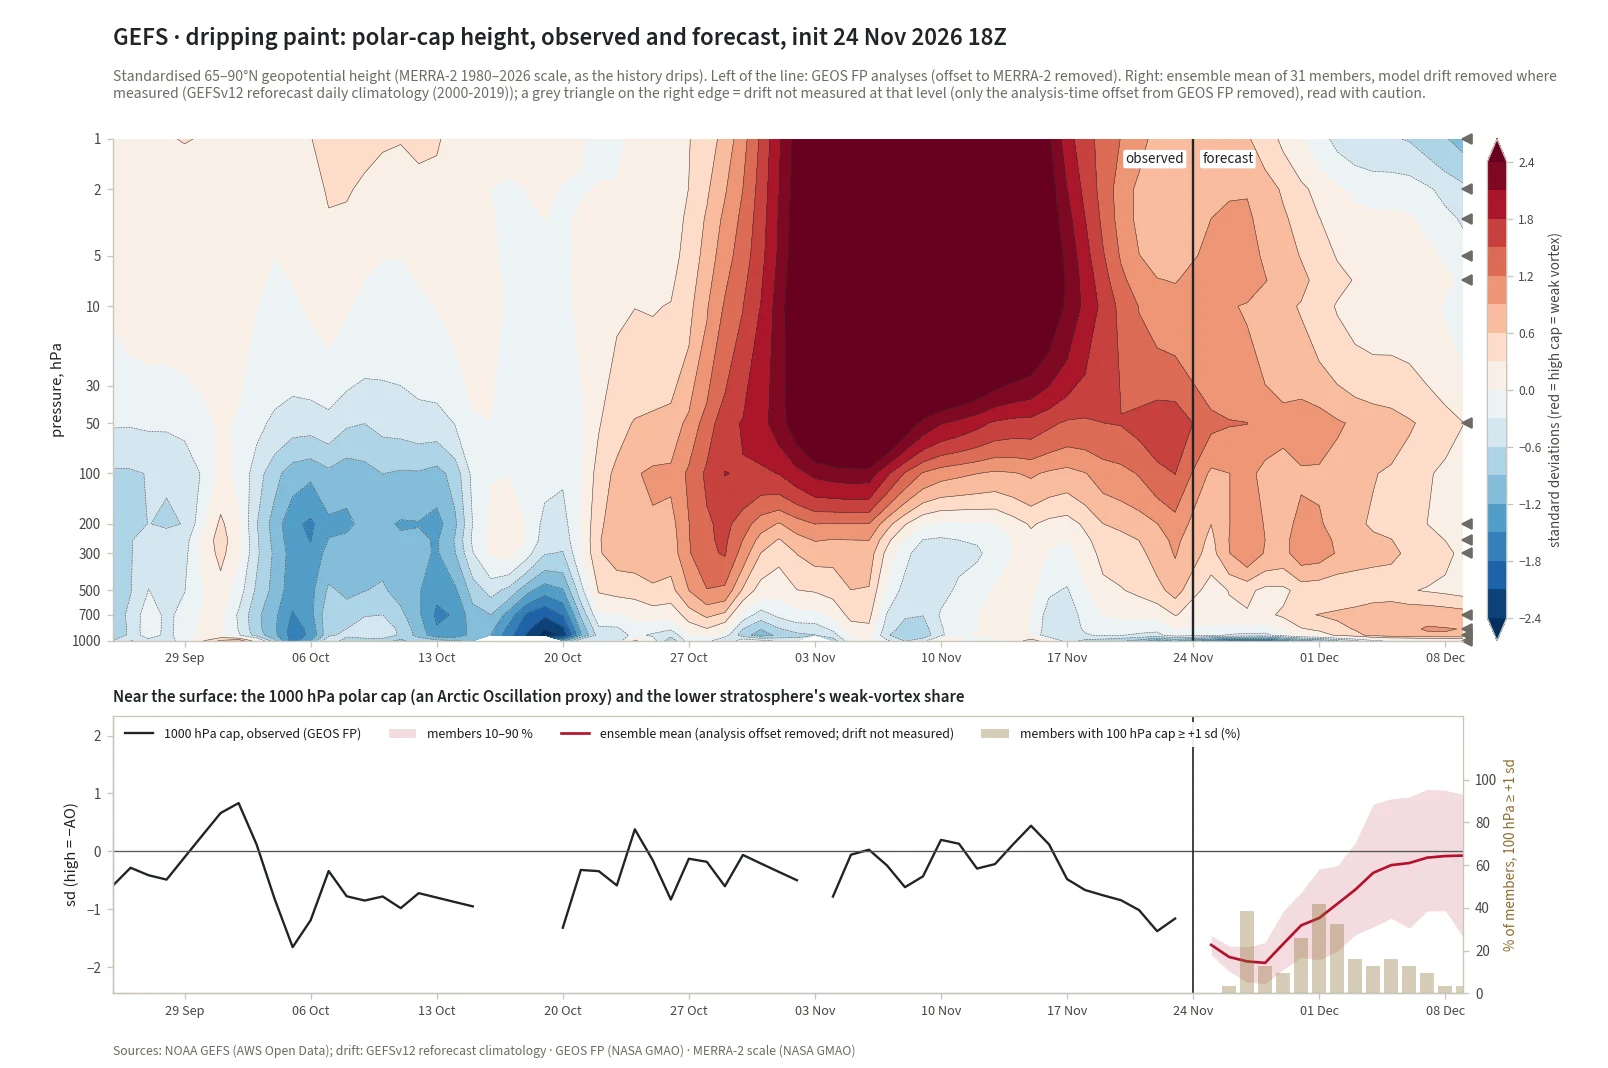 GEFS · dripping paint: polar-cap height, observed and forecast, init 24 Nov 2026 18Z
Standardised 65–90°N geopotential height (MERRA-2 1980–2026 scale, as the history drips). Left of the line: GEOS FP analyses (offset to MERRA-2 removed). Right: ensemble mean of 31 members, model drift removed where
measured (GEFSv12 reforecast daily climatology (2000-2019)); a grey triangle on the right edge = drift not measured at that level (only the analysis-time offset from GEOS FP removed), read with caution.
pressure, hPa
1
2
5
10
30
50
100
200
300
500
700
1000
observed
forecast
29 Sep
06 Oct
13 Oct
20 Oct
27 Oct
03 Nov
10 Nov
17 Nov
24 Nov
01 Dec
08 Dec
2.4
1.8
1.2
0.6
0.0
−0.6
−1.2
−1.8
−2.4
standard deviations (red = high cap = weak vortex)
Near the surface: the 1000 hPa polar cap (an Arctic Oscillation proxy) and the lower stratosphere's weak-vortex share
1000 hPa cap, observed (GEOS FP)
members 10–90 %
ensemble mean (analysis offset removed; drift not measured)
members with 100 hPa cap ≥ +1 sd (%)
sd (high = −AO)
2
1
0
−1
−2
100
80
60
40
20
0
% of members, 100 hPa ≥ +1 sd
29 Sep
06 Oct
13 Oct
20 Oct
27 Oct
03 Nov
10 Nov
17 Nov
24 Nov
01 Dec
08 Dec
Sources: NOAA GEFS (AWS Open Data); drift: GEFSv12 reforecast climatology · GEOS FP (NASA GMAO) · MERRA-2 scale (NASA GMAO)